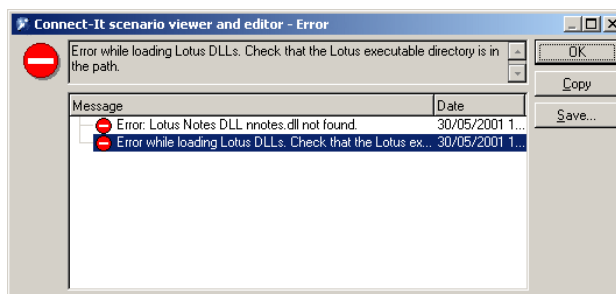 Connect-It scenario viewer and editor - Error
Error while loading Lotus DLLs. Check that the Lotus executable directory is in
the path.
OK
Copy
Save...
Message Date
Error: Lotus Notes DLL nnotes.dll not found. 30/05/2001 1...
Error while loading Lotus DLLs. Check that the Lotus ex... 30/05/2001 1...